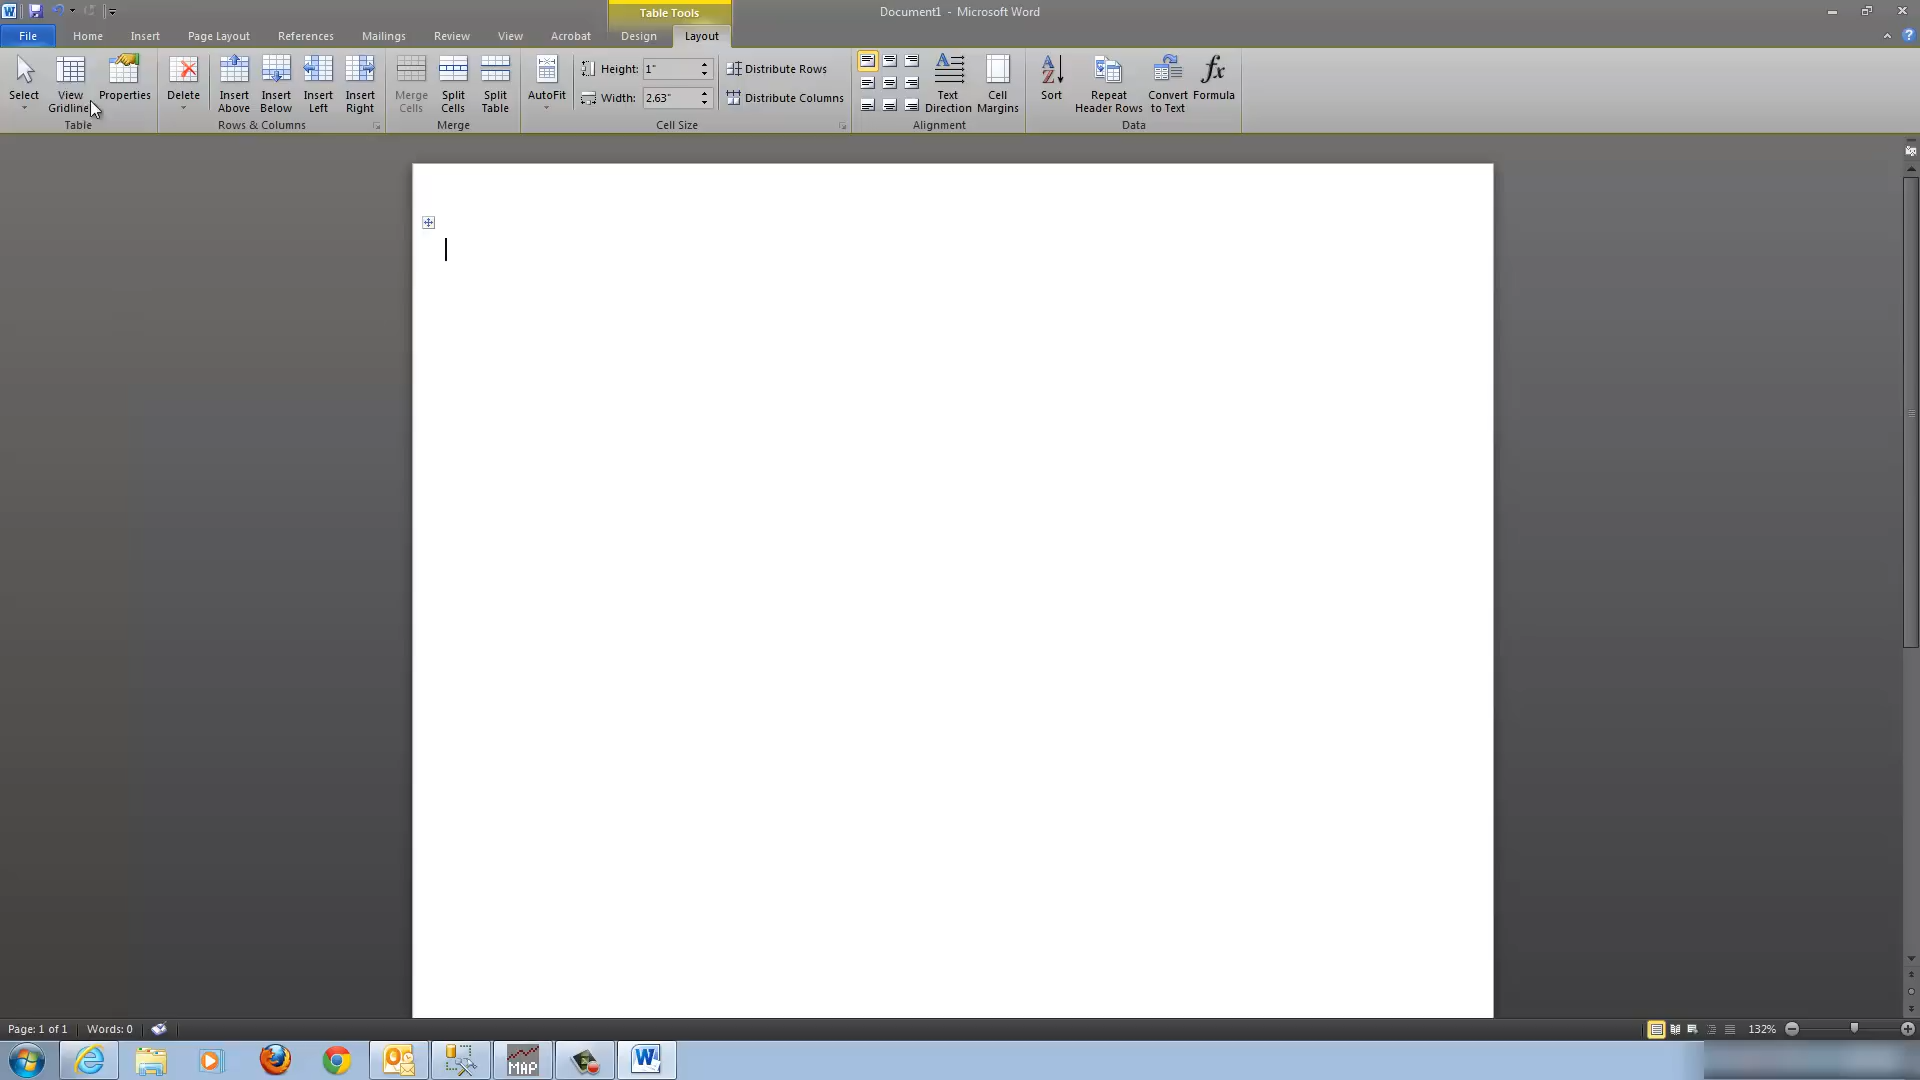 Table Tools
Document1 - Microsoft Word
File Home Insert Page Layout References Mailings Review View Acrobat Design Layout
Select
View
Gridlines
Properties
Delete
Insert
Above
Insert
Below
Insert
Left
Insert
Right
Merge
Cells
Split
Cells
Split
Table
AutoFit
Height: 1"
Width: 2.63"
Distribute Rows
Distribute Columns
Text
Direction
Cell
Margins
A
Z
Sort
Repeat
Header Rows
Convert
to Text
fx
Formula
Table Rows & Columns Merge Cell Size Alignment Data
Page: 1 of 1 Words: 0 132%
MAP